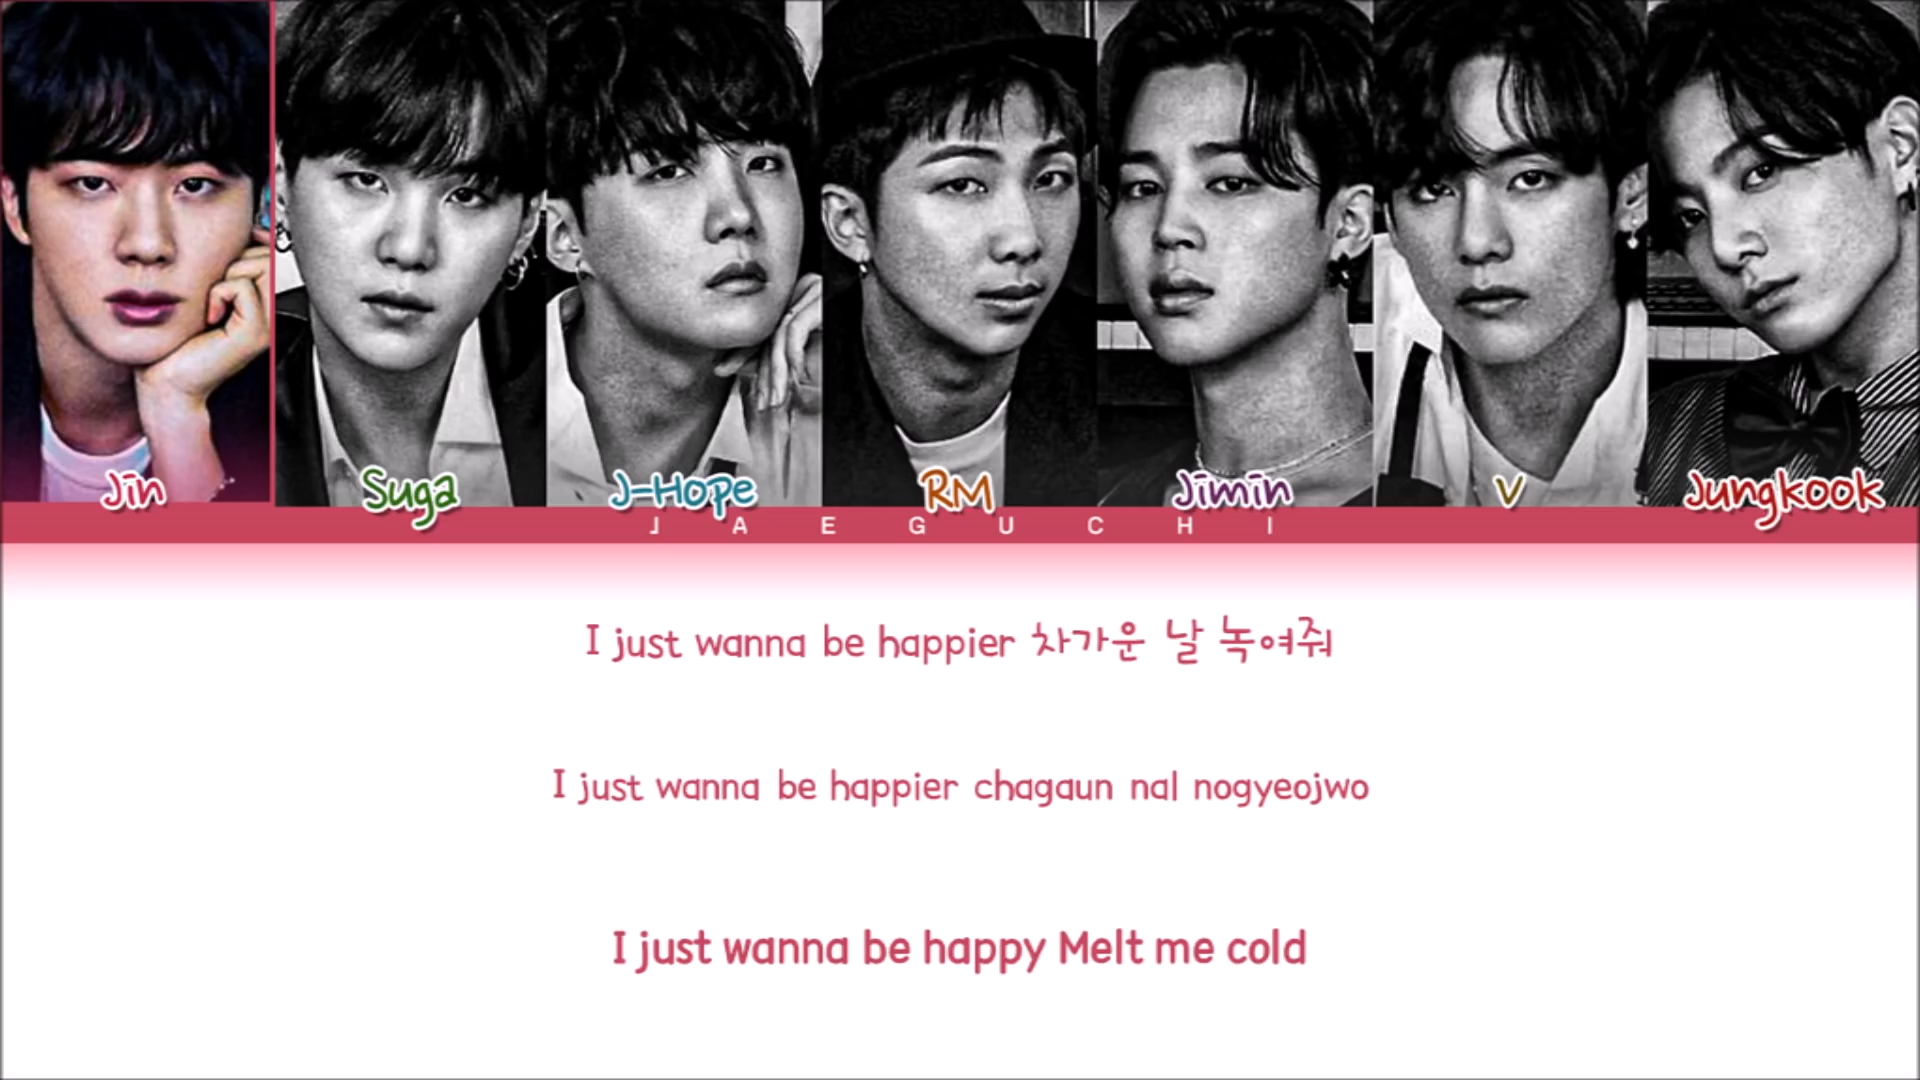 Jin
Suga
J-Hope
RM
Jimin
V
Jungkook
JAEGUCHI
I just wanna be happier 차가운 날 녹여줘
I just wanna be happier chagaun nal nogyeojwo
I just wanna be happy Melt me cold